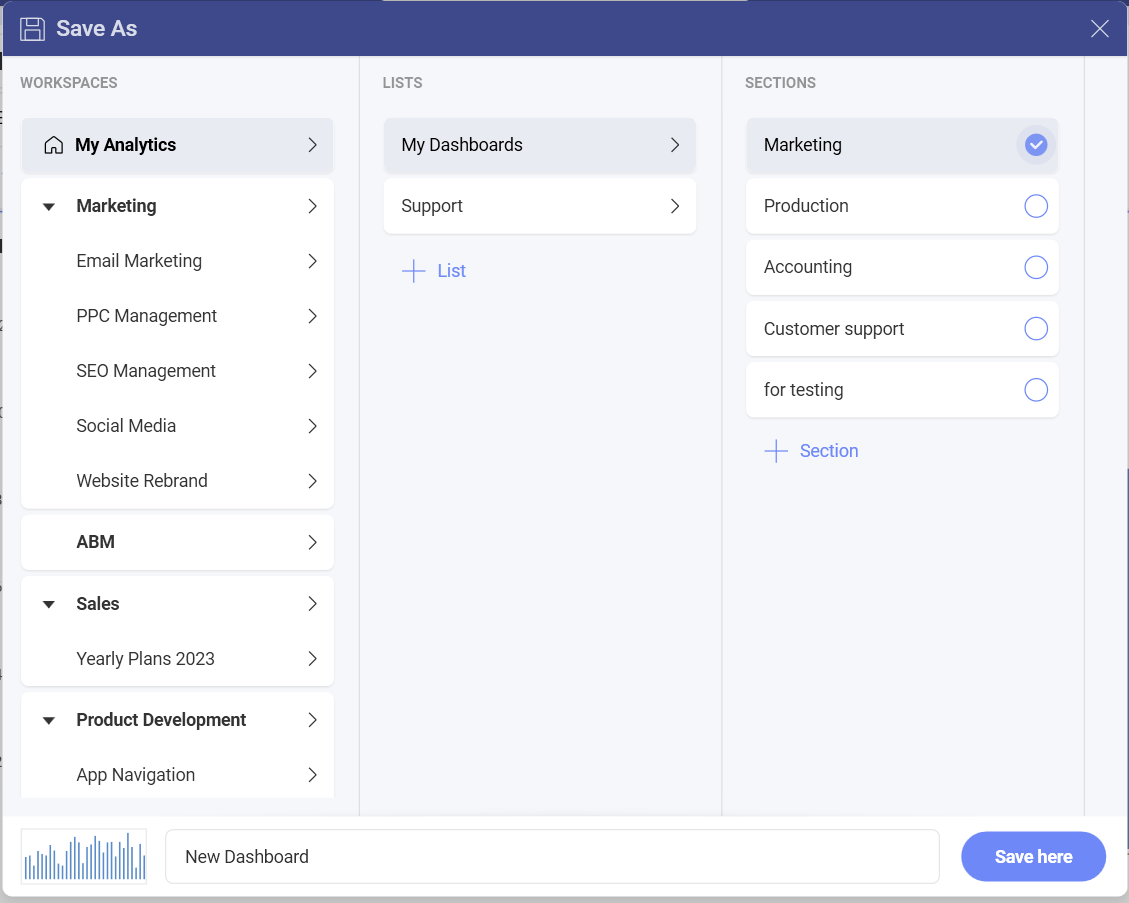 Save As
WORKSPACES
My Analytics
Marketing
Email Marketing
PPC Management
SEO Management
Social Media
Website Rebrand
ABM
Sales
Yearly Plans 2023
Product Development
App Navigation
LISTS
My Dashboards
Support
List
SECTIONS
Marketing
Production
Accounting
Customer support
for testing
Section
New Dashboard
Save here